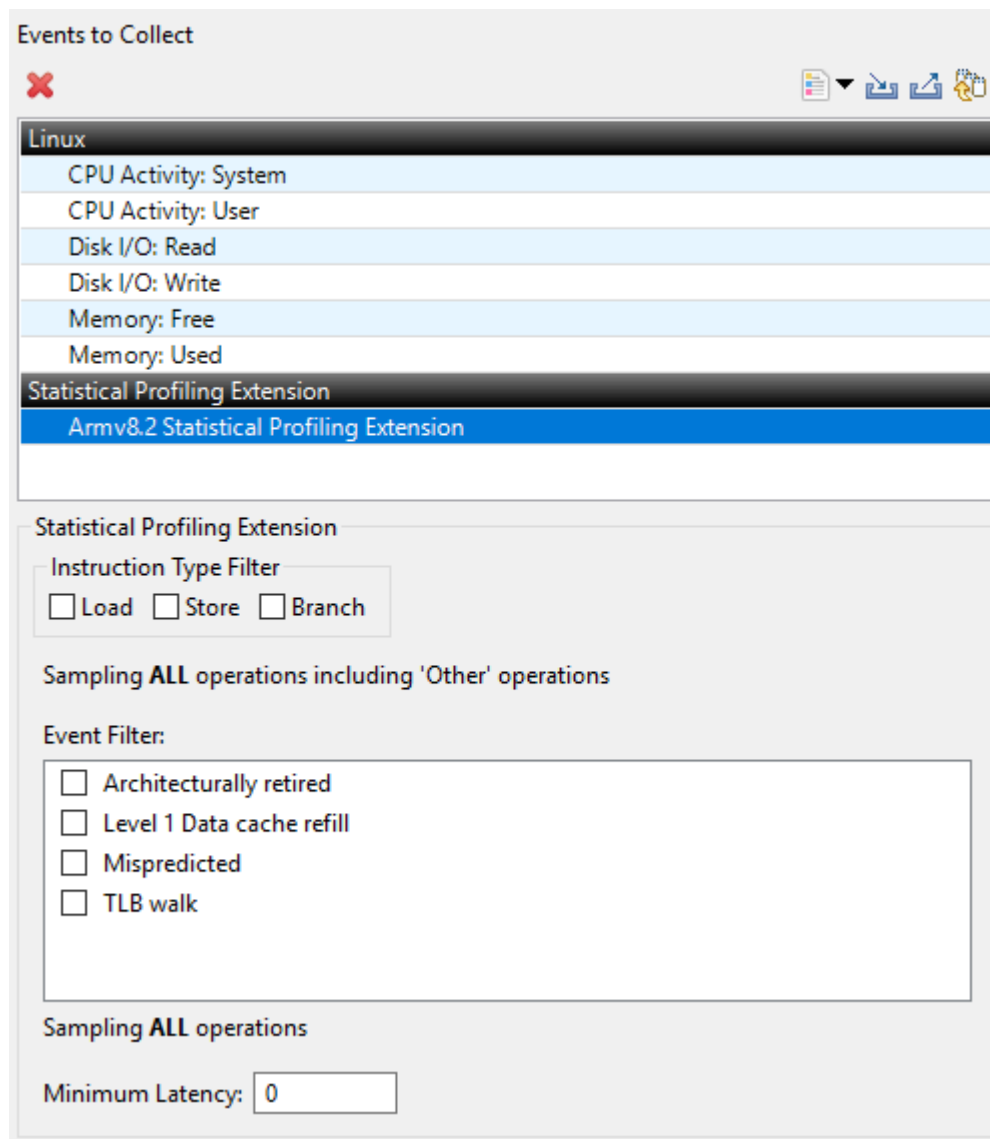 Events to Collect
Linux
CPU Activity: System
CPU Activity: User
Disk I/O: Read
Disk I/O: Write
Memory: Free
Memory: Used
Statistical Profiling Extension
Armv8.2 Statistical Profiling Extension
Statistical Profiling Extension
Instruction Type Filter
Load Store Branch
Sampling ALL operations including 'Other' operations
Event Filter:
Architecturally retired
Level 1 Data cache refill
Mispredicted
TLB walk
Sampling ALL operations
Minimum Latency: 0